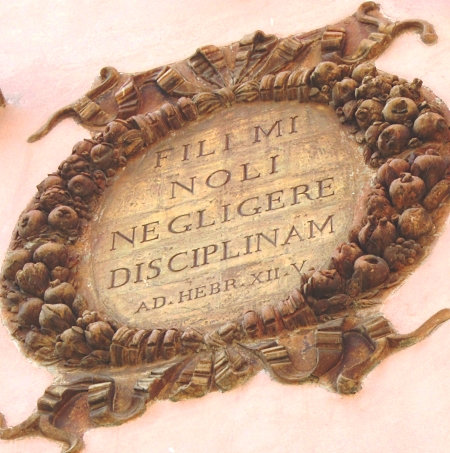 FILI MI
NOLI
NEGLIGERE
DISCIPLINAM
AD. HEBR. XII. V.